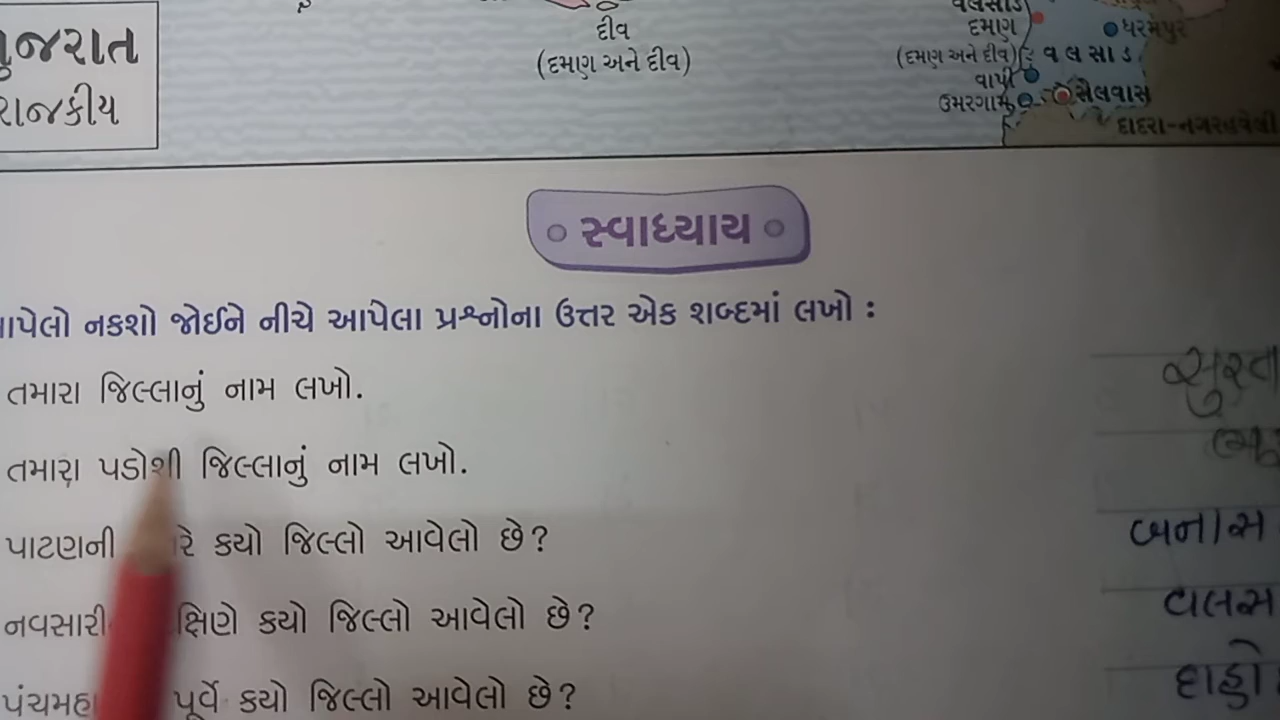 ગુજરાત
રાજકીય
દીવ
(દમણ અને દીવ)
વલસાડ
દમણ
(દમણ અને દીવ)
ધરમપુર
વ લ સા ડ
વાપી
ઉમરગામ
સેલવાસ
દાદરા-નગરહવેલી
સ્વાધ્યાય
આપેલો નકશો જોઈને નીચે આપેલા પ્રશ્નોના ઉત્તર એક શબ્દમાં લખો :
તમારા જિલ્લાનું નામ લખો. સુરત
તમારા પડોશી જિલ્લાનું નામ લખો.
પાટણની કયો જિલ્લો આવેલો છે? બનાસ
નવસારી કયો જિલ્લો આવેલો છે? વલસ
પૂર્વે કયો જિલ્લો આવેલો છે? દાહો